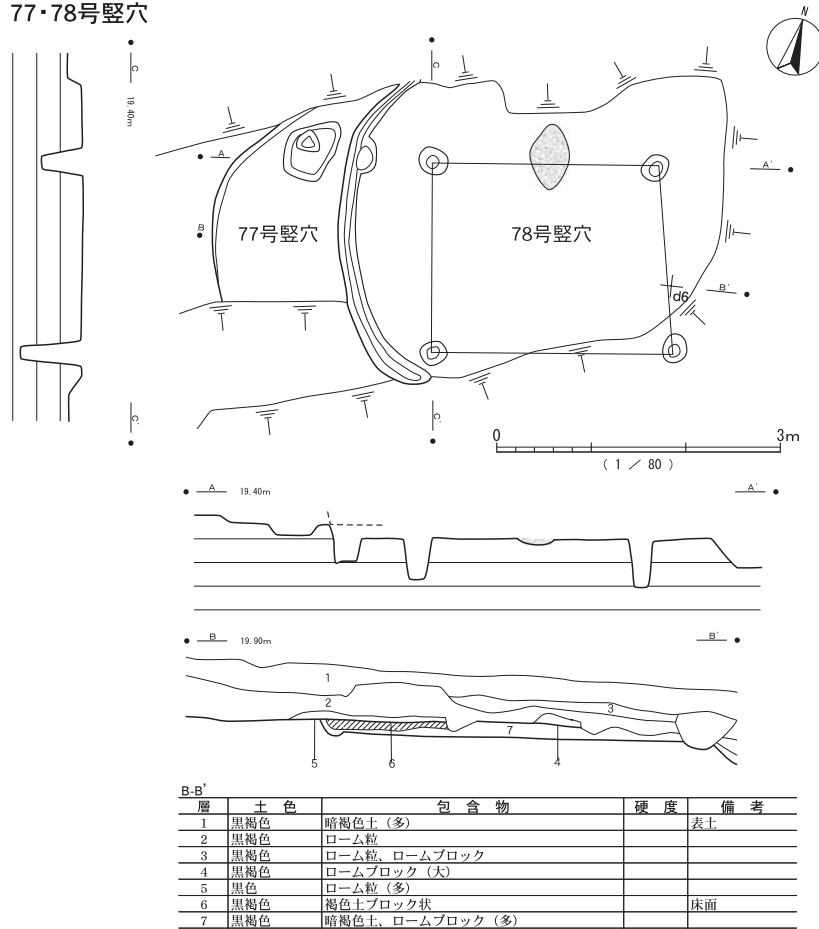 77・78号竪穴
N
C
19.40m
A
A'
B
77号竪穴
78号竪穴
B'
d6
C'
C
C'
0 3m
( 1 ／ 80 )
A 19.40m A'
B 19.90m B'
1
2
3
7
5 6 4
B-B'
層 土 色 包 含 物 硬 度 備 考
1 黒褐色 暗褐色土（多） 表土
2 黒褐色 ローム粒
3 黒褐色 ローム粒、ロームブロック
4 黒褐色 ロームブロック（大）
5 黒色 ローム粒（多）
6 黒褐色 褐色土ブロック状 床面
7 黒褐色 暗褐色土、ロームブロック（多）